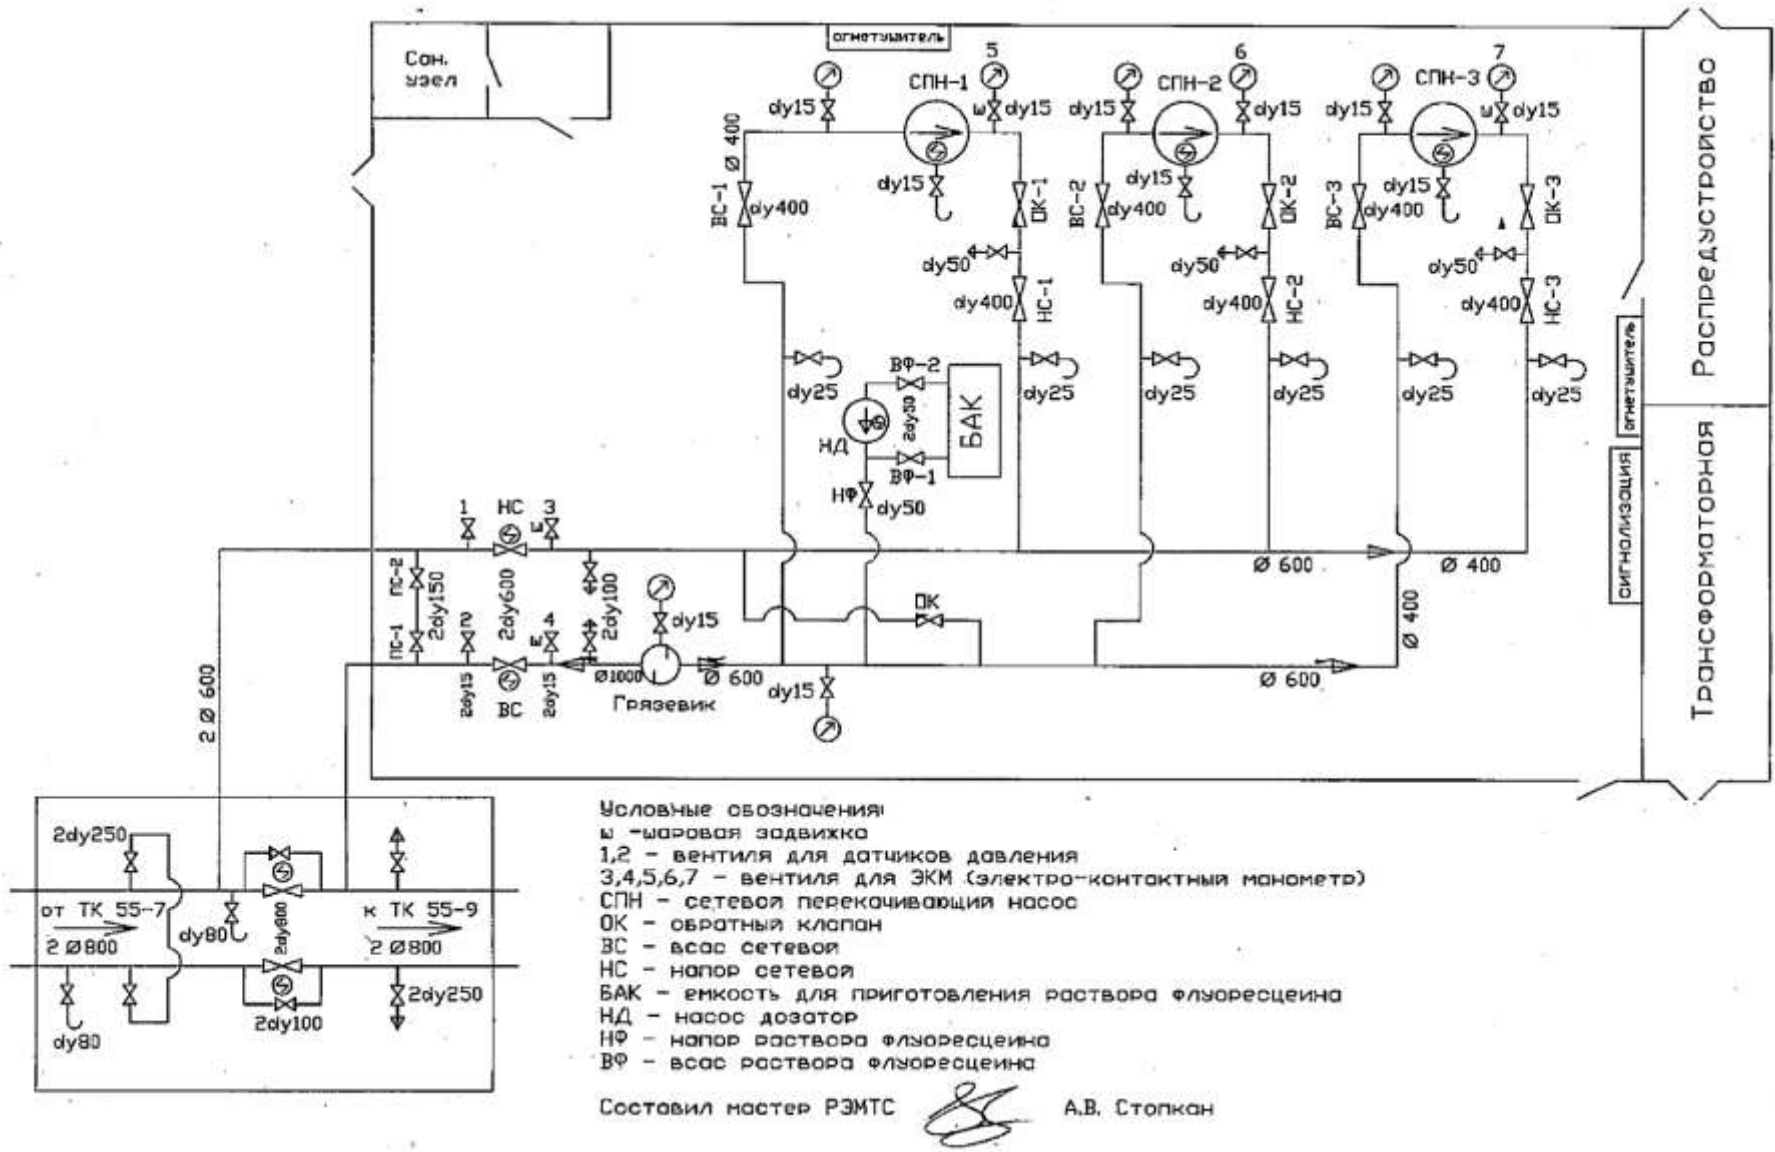 Сан.
узел
огнетушитель
5
6
7
СПН-1
СПН-2
СПН-3
dy15
ш dy15
dy15
dy15
dy15
ш dy15
Ø 400
dy15
dy15
dy15
ВС-1
dy400
ОК-1
ВС-2
dy400
ОК-2
ВС-3
dy400
ОК-3
dy50
dy50
dy50
dy400
НС-1
dy400
НС-2
dy400
НС-3
dy25
dy25
dy25
dy25
dy25
dy25
ВФ-2
2dy50
БАК
НД
ВФ-1
НФ
dy50
Распредустройство
Трансформаторная
огнетушитель
сигнализация
1
НС
3
ш
ПС-2
2dy150
2dy600
2dy100
ПС-1
2
4
ш
dy15
ОК
Ø 600
Ø 400
Ø 400
2dy15
ВС
2dy15
Ø1000
Грязевик
Ø 600
dy15
Ø 600
2 Ø 600
2dy250
от ТК 55-7
2 Ø800
dy80
2dy800
к ТК 55-9
2 Ø800
dy80
2dy100
2dy250
Условные обозначения:
ш -шаровая задвижка
1,2 - вентиля для датчиков давления
3,4,5,6,7 - вентиля для ЭКМ (электро-контактный манометр)
СПН - сетевой перекачивающий насос
ОК - обратный клапан
ВС - всас сетевой
НС - напор сетевой
БАК - емкость для приготовления раствора флуоресцеина
НД - насос дозатор
НФ - напор раствора флуоресцеина
ВФ - всас раствора флуоресцеина
Составил мастер РЭМТС
А.В. Стопкан